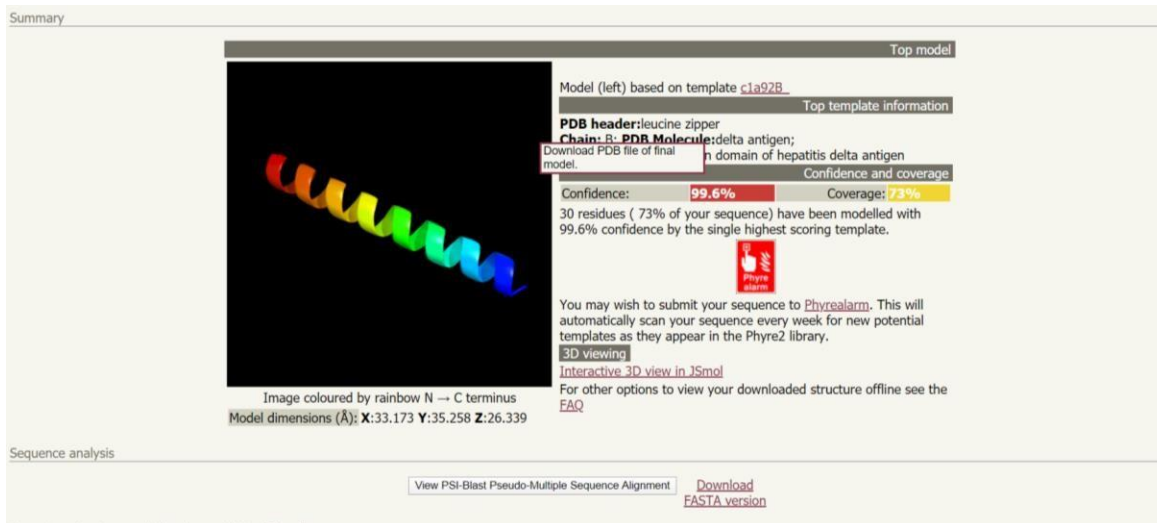 Summary
Top model
Model (left) based on template c1a92B_
Top template information
PDB header:leucine zipper
Chain: B: PDB Molecule:delta antigen;
Download PDB file of final
model.
n domain of hepatitis delta antigen
Confidence and coverage
Confidence: 99.6% Coverage: 73%
30 residues ( 73% of your sequence) have been modelled with
99.6% confidence by the single highest scoring template.
Phyre
alarm
You may wish to submit your sequence to Phyrealarm. This will
automatically scan your sequence every week for new potential
templates as they appear in the Phyre2 library.
3D viewing
Interactive 3D view in JSmol
For other options to view your downloaded structure offline see the
FAQ
Image coloured by rainbow N → C terminus
Model dimensions (Å): X:33.173 Y:35.258 Z:26.339
Sequence analysis
View PSI-Blast Pseudo-Multiple Sequence Alignment
Download
FASTA version